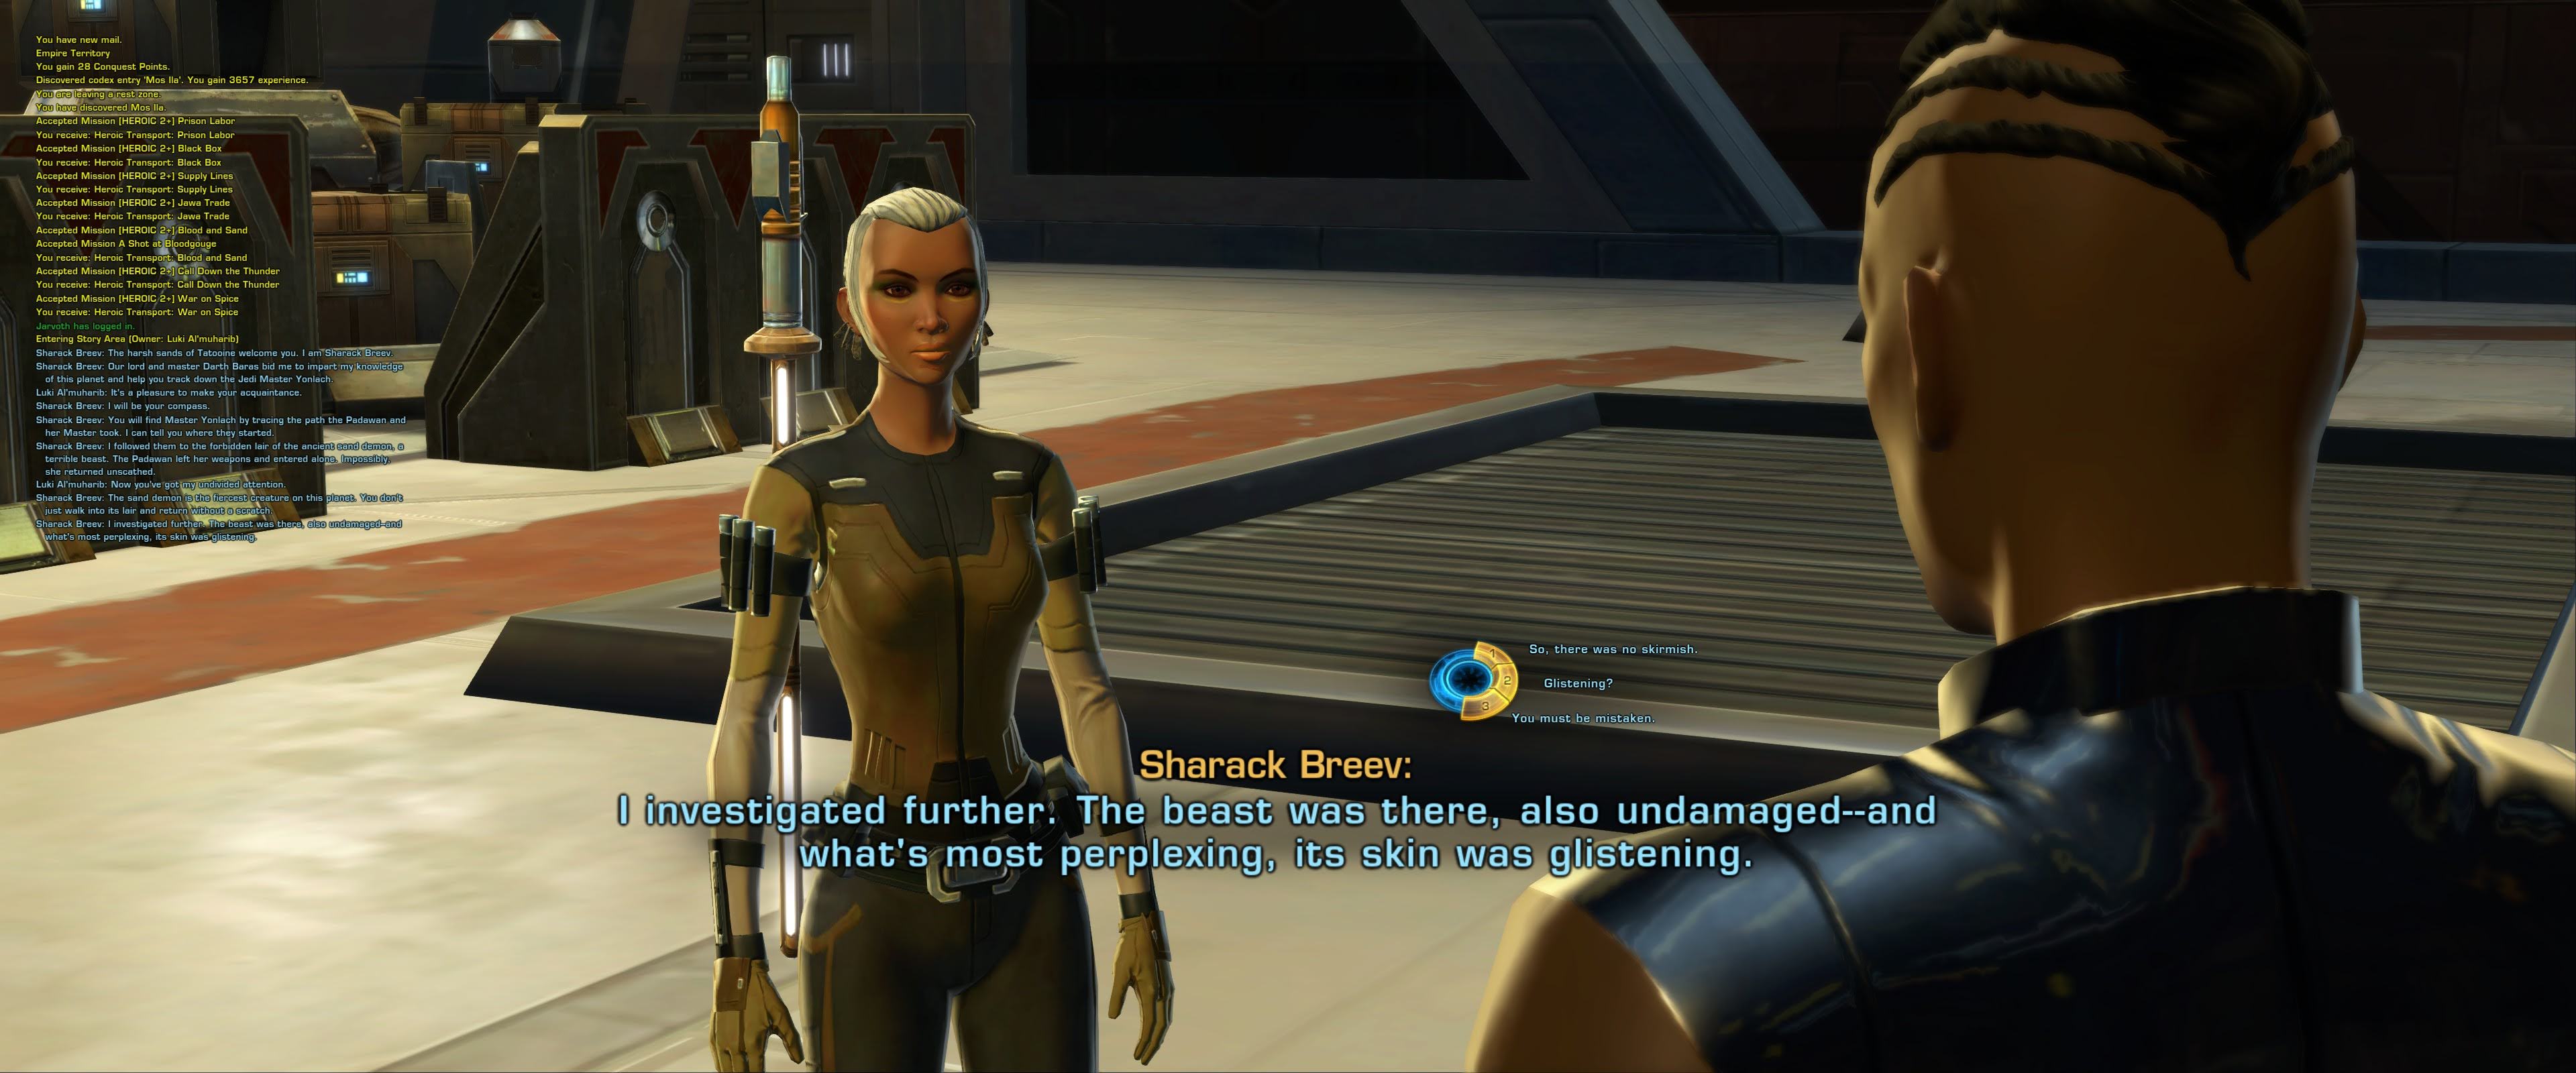 You have new mail.
Empire Territory
You gain 28 Conquest Points.
Discovered codex entry 'Mos Ila'. You gain 3657 experience.
You are leaving a rest zone.
You have discovered Mos Ila.
Accepted Mission [HEROIC 2+] Prison Labor
You receive: Heroic Transport: Prison Labor
Accepted Mission [HEROIC 2+] Black Box
You receive: Heroic Transport: Black Box
Accepted Mission [HEROIC 2+] Supply Lines
You receive: Heroic Transport: Supply Lines
Accepted Mission [HEROIC 2+] Jawa Trade
You receive: Heroic Transport: Jawa Trade
Accepted Mission [HEROIC 2+] Blood and Sand
Accepted Mission A Shot at Bloodgouge
You receive: Heroic Transport: Blood and Sand
Accepted Mission [HEROIC 2+] Call Down the Thunder
You receive: Heroic Transport: Call Down the Thunder
Accepted Mission [HEROIC 2+] War on Spice
You receive: Heroic Transport: War on Spice
Jarvoth has logged in.
Entering Story Area (Owner: Luki Al'muharib)
Sharack Breev: The harsh sands of Tatooine welcome you. I am Sharack Breev.
Sharack Breev: Our lord and master Darth Baras bid me to impart my knowledge
of this planet and help you track down the Jedi Master Yonlach.
Luki Al'muharib: It's a pleasure to make your acquaintance.
Sharack Breev: I will be your compass.
Sharack Breev: You will find Master Yonlach by tracing the path the Padawan and
her Master took. I can tell you where they started.
Sharack Breev: I followed them to the forbidden lair of the ancient sand demon, a
terrible beast. The Padawan left her weapons and entered alone. Impossibly,
she returned unscathed.
Luki Al'muharib: Now you've got my undivided attention.
Sharack Breev: The sand demon is the fiercest creature on this planet. You don't
just walk into its lair and return without a scratch.
Sharack Breev: I investigated further. The beast was there, also undamaged--and
what's most perplexing, its skin was glistening.
1 So, there was no skirmish.
2 Glistening?
3 You must be mistaken.
Sharack Breev:
I investigated further. The beast was there, also undamaged--and
what's most perplexing, its skin was glistening.